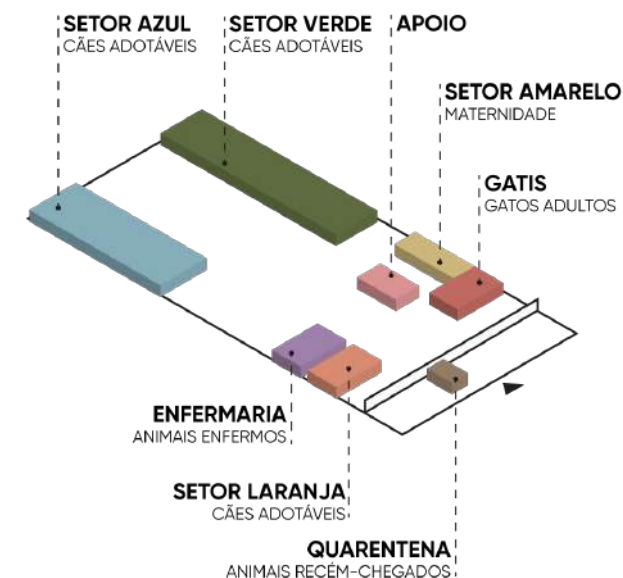 SETOR AZUL
CÃES ADOTÁVEIS
SETOR VERDE
CÃES ADOTÁVEIS
APOIO
SETOR AMARELO
MATERNIDADE
GATIS
GATOS ADULTOS
ENFERMARIA
ANIMAIS ENFERMOS
SETOR LARANJA
CÃES ADOTÁVEIS
QUARENTENA
ANIMAIS RECÉM-CHEGADOS